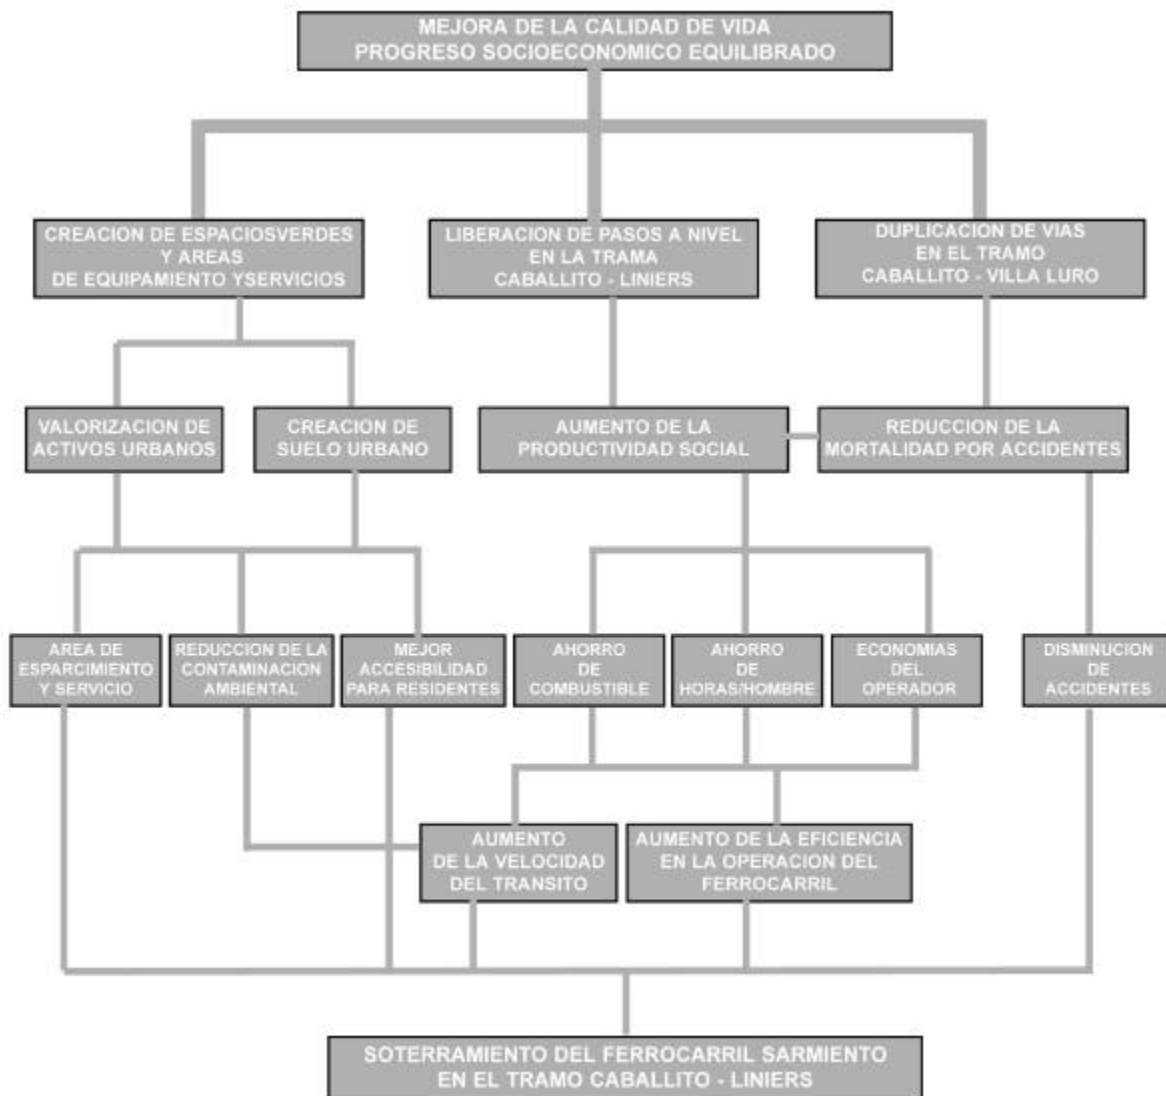 MEJORA DE LA CALIDAD DE VIDA
PROGRESO SOCIOECONOMICO EQUILIBRADO
CREACION DE ESPACIOSVERDES
Y AREAS
DE EQUIPAMIENTO YSERVICIOS
LIBERACION DE PASOS A NIVEL
EN LA TRAMA
CABALLITO - LINIERS
DUPLICACION DE VIAS
EN EL TRAMO
CABALLITO - VILLA LURO
VALORIZACION DE
ACTIVOS URBANOS
CREACION DE
SUELO URBANO
AUMENTO DE LA
PRODUCTIVIDAD SOCIAL
REDUCCION DE LA
MORTALIDAD POR ACCIDENTES
AREA DE
ESPARCIMIENTO
Y SERVICIO
REDUCCION DE LA
CONTAMINACION
AMBIENTAL
MEJOR
ACCESIBILIDAD
PARA RESIDENTES
AHORRO
DE
COMBUSTIBLE
AHORRO
DE
HORAS/HOMBRE
ECONOMIAS
DEL
OPERADOR
DISMINUCION
DE
ACCIDENTES
AUMENTO
DE LA VELOCIDAD
DEL TRANSITO
AUMENTO DE LA EFICIENCIA
EN LA OPERACION DEL
FERROCARRIL
SOTERRAMIENTO DEL FERROCARRIL SARMIENTO
EN EL TRAMO CABALLITO - LINIERS